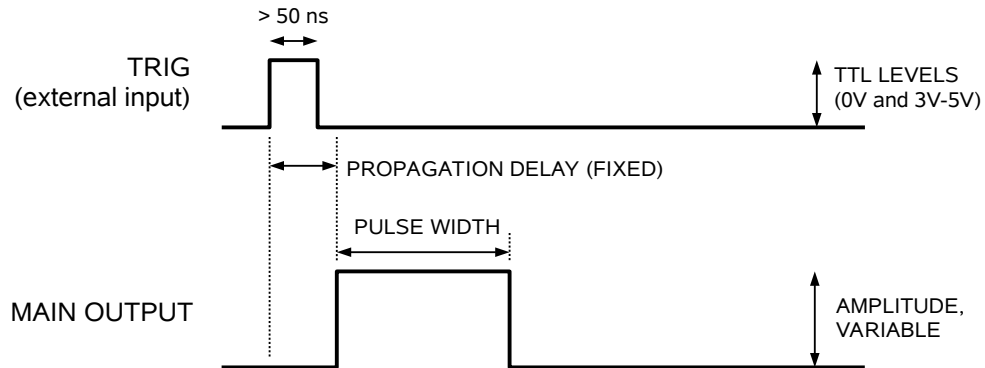 > 50 ns
TRIG
(external input)
TTL LEVELS
(0V and 3V-5V)
PROPAGATION DELAY (FIXED)
PULSE WIDTH
MAIN OUTPUT
AMPLITUDE,
VARIABLE